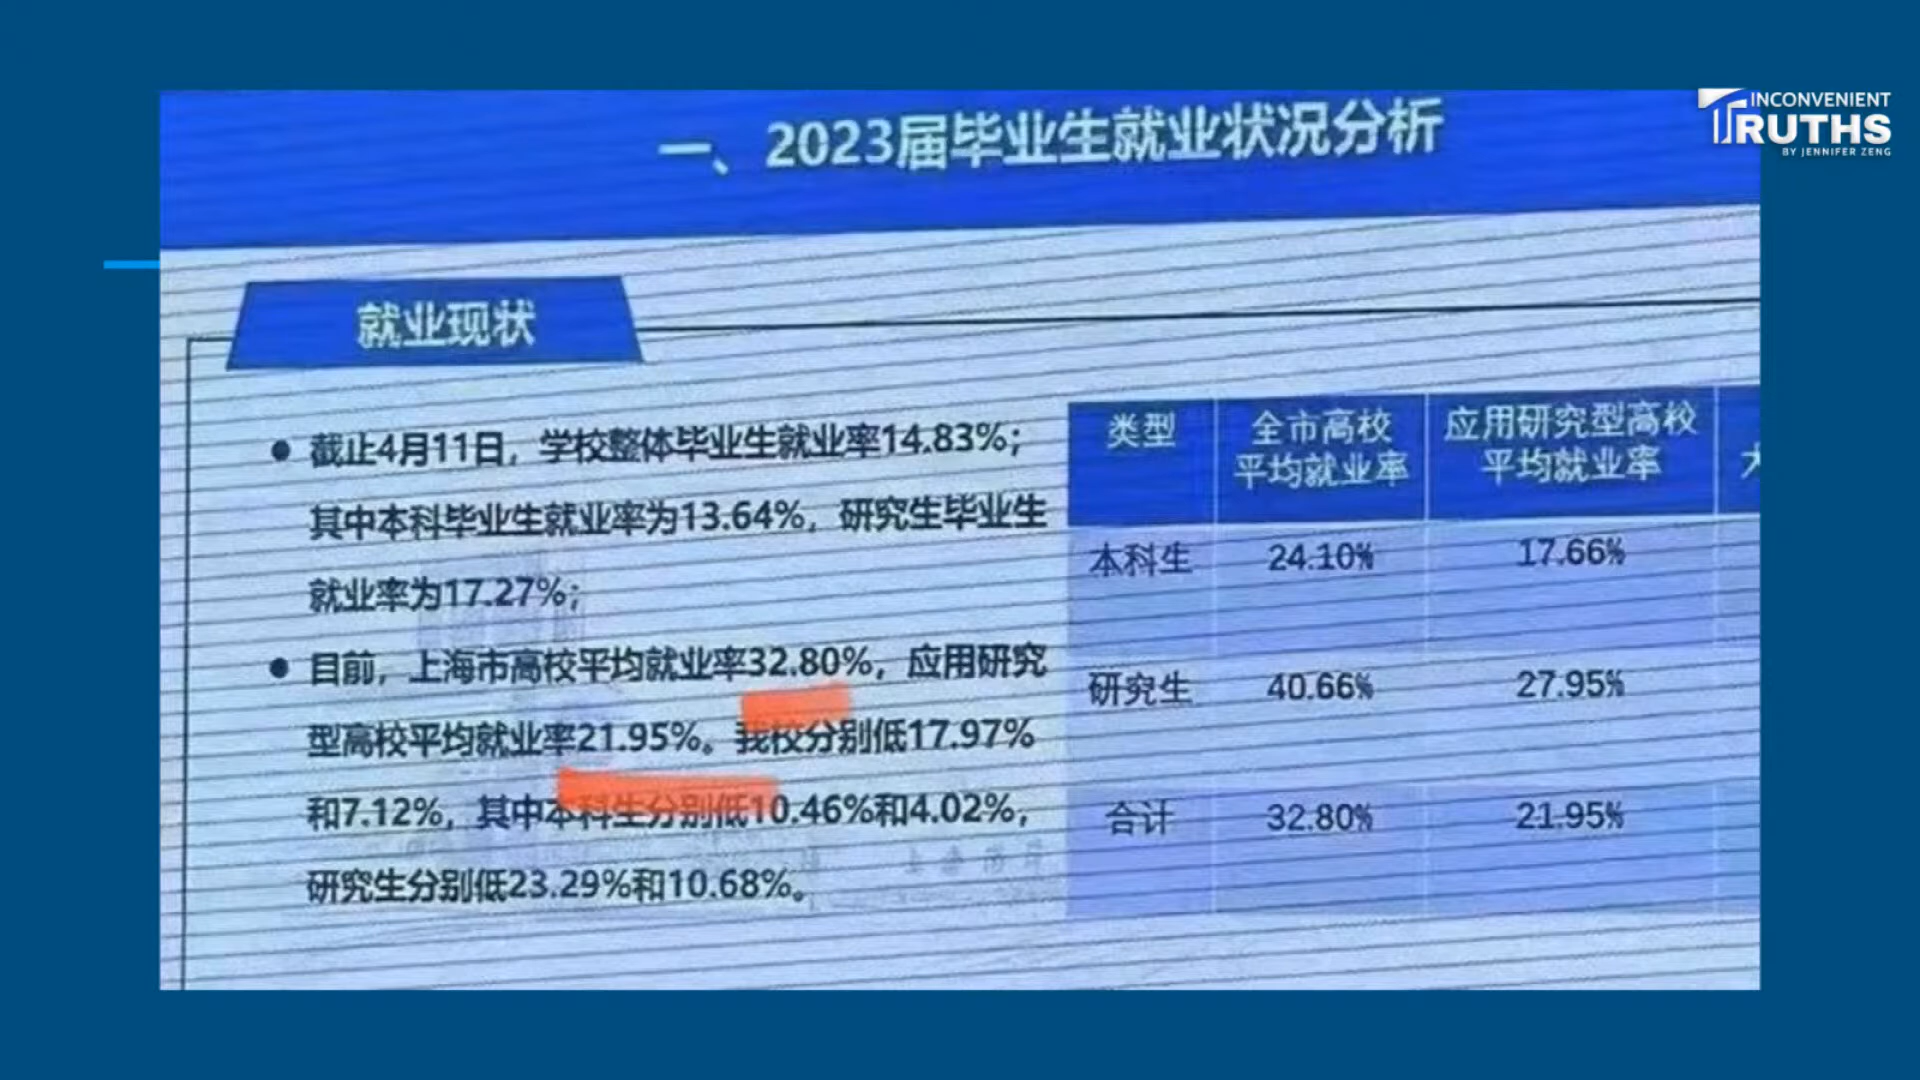 INCONVENIENT
TRUTHS
BY JENNIFER ZENG
一、2023届毕业生就业状况分析
就业现状
● 截止4月11日，学校整体毕业生就业率14.83%；
其中本科毕业生就业率为13.64%，研究生毕业生
就业率为17.27%；
● 目前，上海市高校平均就业率32.80%，应用研究
型高校平均就业率21.95%。我校分别低17.97%
和7.12%，其中本科生分别低10.46%和4.02%，
研究生分别低23.29%和10.68%。
类型 全市高校 应用研究型高校
平均就业率 平均就业率
本科生 24.10% 17.66%
研究生 40.66% 27.95%
合计 32.80% 21.95%